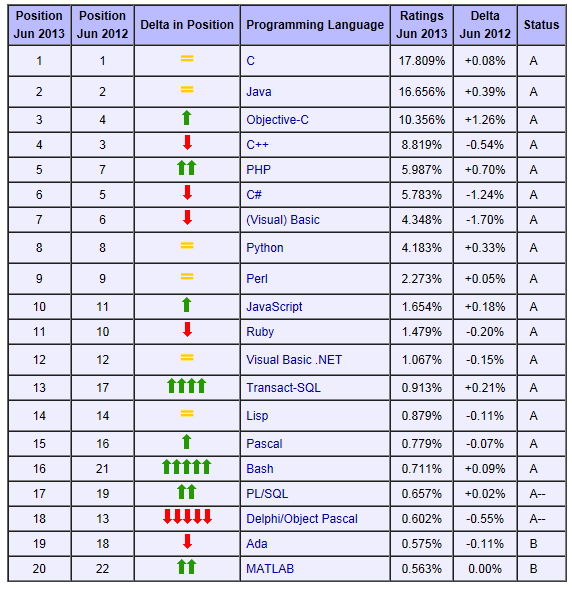 Position Jun 2013 Position Jun 2012 Delta in Position Programming Language Ratings Jun 2013 Delta Jun 2012 Status
1 1 C 17.809% +0.08% A
2 2 Java 16.656% +0.39% A
3 4 Objective-C 10.356% +1.26% A
4 3 C++ 8.819% -0.54% A
5 7 PHP 5.987% +0.70% A
6 5 C# 5.783% -1.24% A
7 6 (Visual) Basic 4.348% -1.70% A
8 8 Python 4.183% +0.33% A
9 9 Perl 2.273% +0.05% A
10 11 JavaScript 1.654% +0.18% A
11 10 Ruby 1.479% -0.20% A
12 12 Visual Basic .NET 1.067% -0.15% A
13 17 Transact-SQL 0.913% +0.21% A
14 14 Lisp 0.879% -0.11% A
15 16 Pascal 0.779% -0.07% A
16 21 Bash 0.711% +0.09% A
17 19 PL/SQL 0.657% +0.02% A--
18 13 Delphi/Object Pascal 0.602% -0.55% A--
19 18 Ada 0.575% -0.11% B
20 22 MATLAB 0.563% 0.00% B